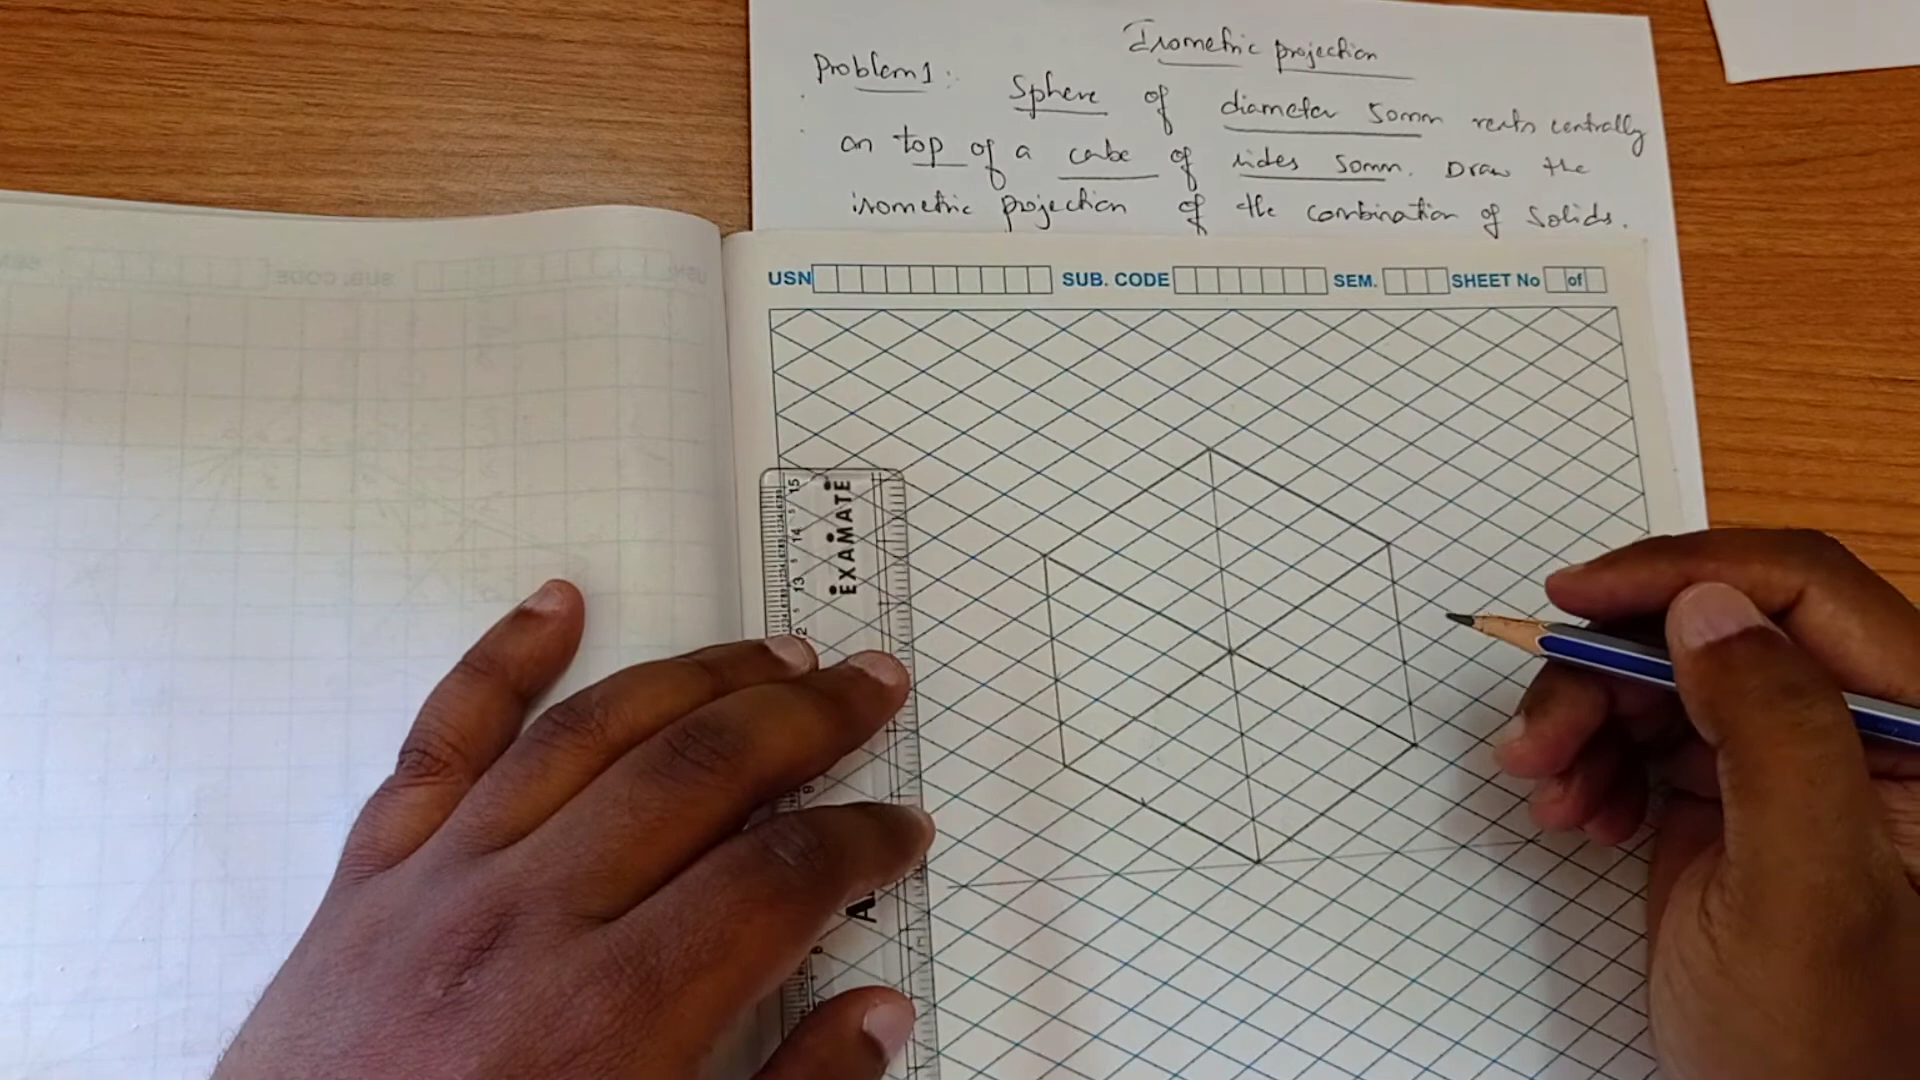 Isometric projection
Problem 1: Sphere of diameter 50mm rests centrally
on top of a cube of sides 50mm. Draw the
isometric projection of the combination of solids.
USN SUB. CODE SEM. SHEET No of
EXAMATE
15
14
13